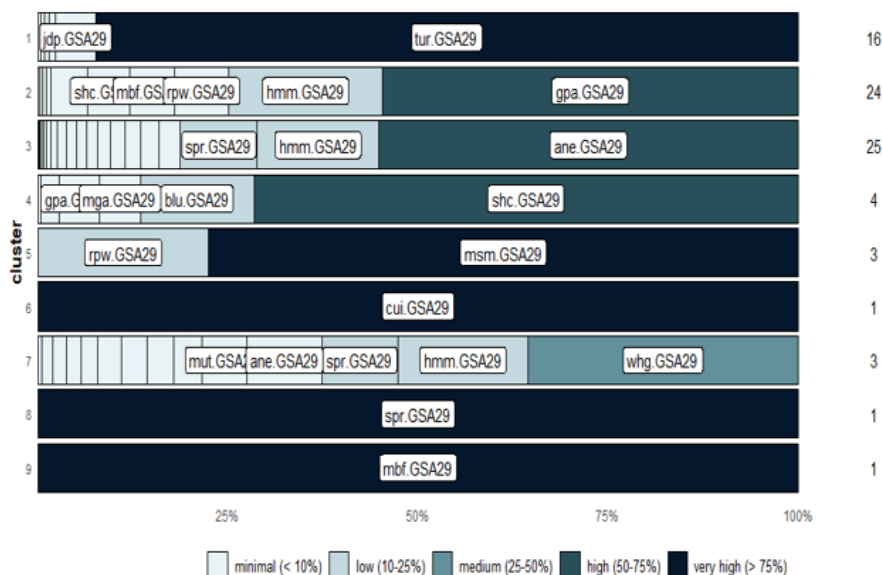 1 jdp.GSA29 tur.GSA29 16
2 shc.GS mbf.GSA rpw.GSA29 hmm.GSA29 gpa.GSA29 24
3 spr.GSA29 hmm.GSA29 ane.GSA29 25
4 gpa.G mga.GSA29 blu.GSA29 shc.GSA29 4
cluster
5 rpw.GSA29 msm.GSA29 3
6 cui.GSA29 1
7 mut.GSA2 ane.GSA29 spr.GSA29 hmm.GSA29 whg.GSA29 3
8 spr.GSA29 1
9 mbf.GSA29 1
25% 50% 75% 100%
minimal (< 10%) low (10-25%) medium (25-50%) high (50-75%) very high (> 75%)